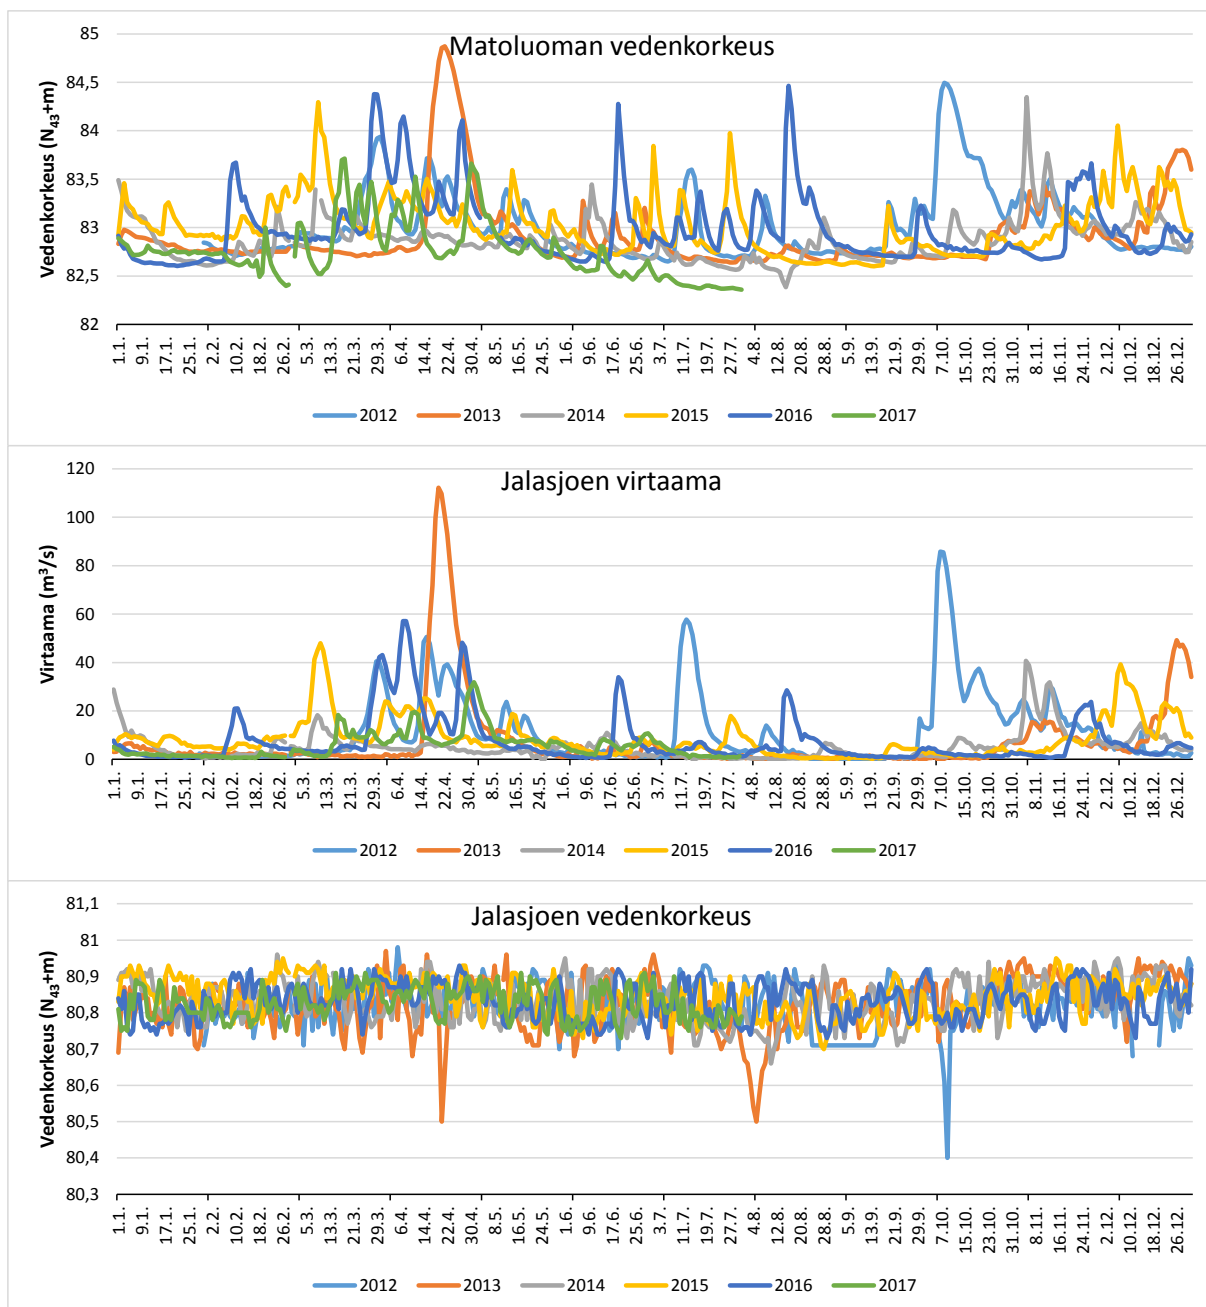 Matoluoman vedenkorkeus
Vedenkorkeus (N43+m)
85
84,5
84
83,5
83
82,5
82
1.1. 9.1. 17.1. 25.1. 2.2. 10.2. 18.2. 26.2. 5.3. 13.3. 21.3. 29.3. 6.4. 14.4. 22.4. 30.4. 8.5. 16.5. 24.5. 1.6. 9.6. 17.6. 25.6. 3.7. 11.7. 19.7. 27.7. 4.8. 12.8. 20.8. 28.8. 5.9. 13.9. 21.9. 29.9. 7.10. 15.10. 23.10. 31.10. 8.11. 16.11. 24.11. 2.12. 10.12. 18.12. 26.12.
2012 2013 2014 2015 2016 2017
Jalasjoen virtaama
Virtaama (m³/s)
120
100
80
60
40
20
0
1.1. 9.1. 17.1. 25.1. 2.2. 10.2. 18.2. 26.2. 5.3. 13.3. 21.3. 29.3. 6.4. 14.4. 22.4. 30.4. 8.5. 16.5. 24.5. 1.6. 9.6. 17.6. 25.6. 3.7. 11.7. 19.7. 27.7. 4.8. 12.8. 20.8. 28.8. 5.9. 13.9. 21.9. 29.9. 7.10. 15.10. 23.10. 31.10. 8.11. 16.11. 24.11. 2.12. 10.12. 18.12. 26.12.
2012 2013 2014 2015 2016 2017
Jalasjoen vedenkorkeus
Vedenkorkeus (N43+m)
81,1
81
80,9
80,8
80,7
80,6
80,5
80,4
80,3
1.1. 9.1. 17.1. 25.1. 2.2. 10.2. 18.2. 26.2. 5.3. 13.3. 21.3. 29.3. 6.4. 14.4. 22.4. 30.4. 8.5. 16.5. 24.5. 1.6. 9.6. 17.6. 25.6. 3.7. 11.7. 19.7. 27.7. 4.8. 12.8. 20.8. 28.8. 5.9. 13.9. 21.9. 29.9. 7.10. 15.10. 23.10. 31.10. 8.11. 16.11. 24.11. 2.12. 10.12. 18.12. 26.12.
2012 2013 2014 2015 2016 2017